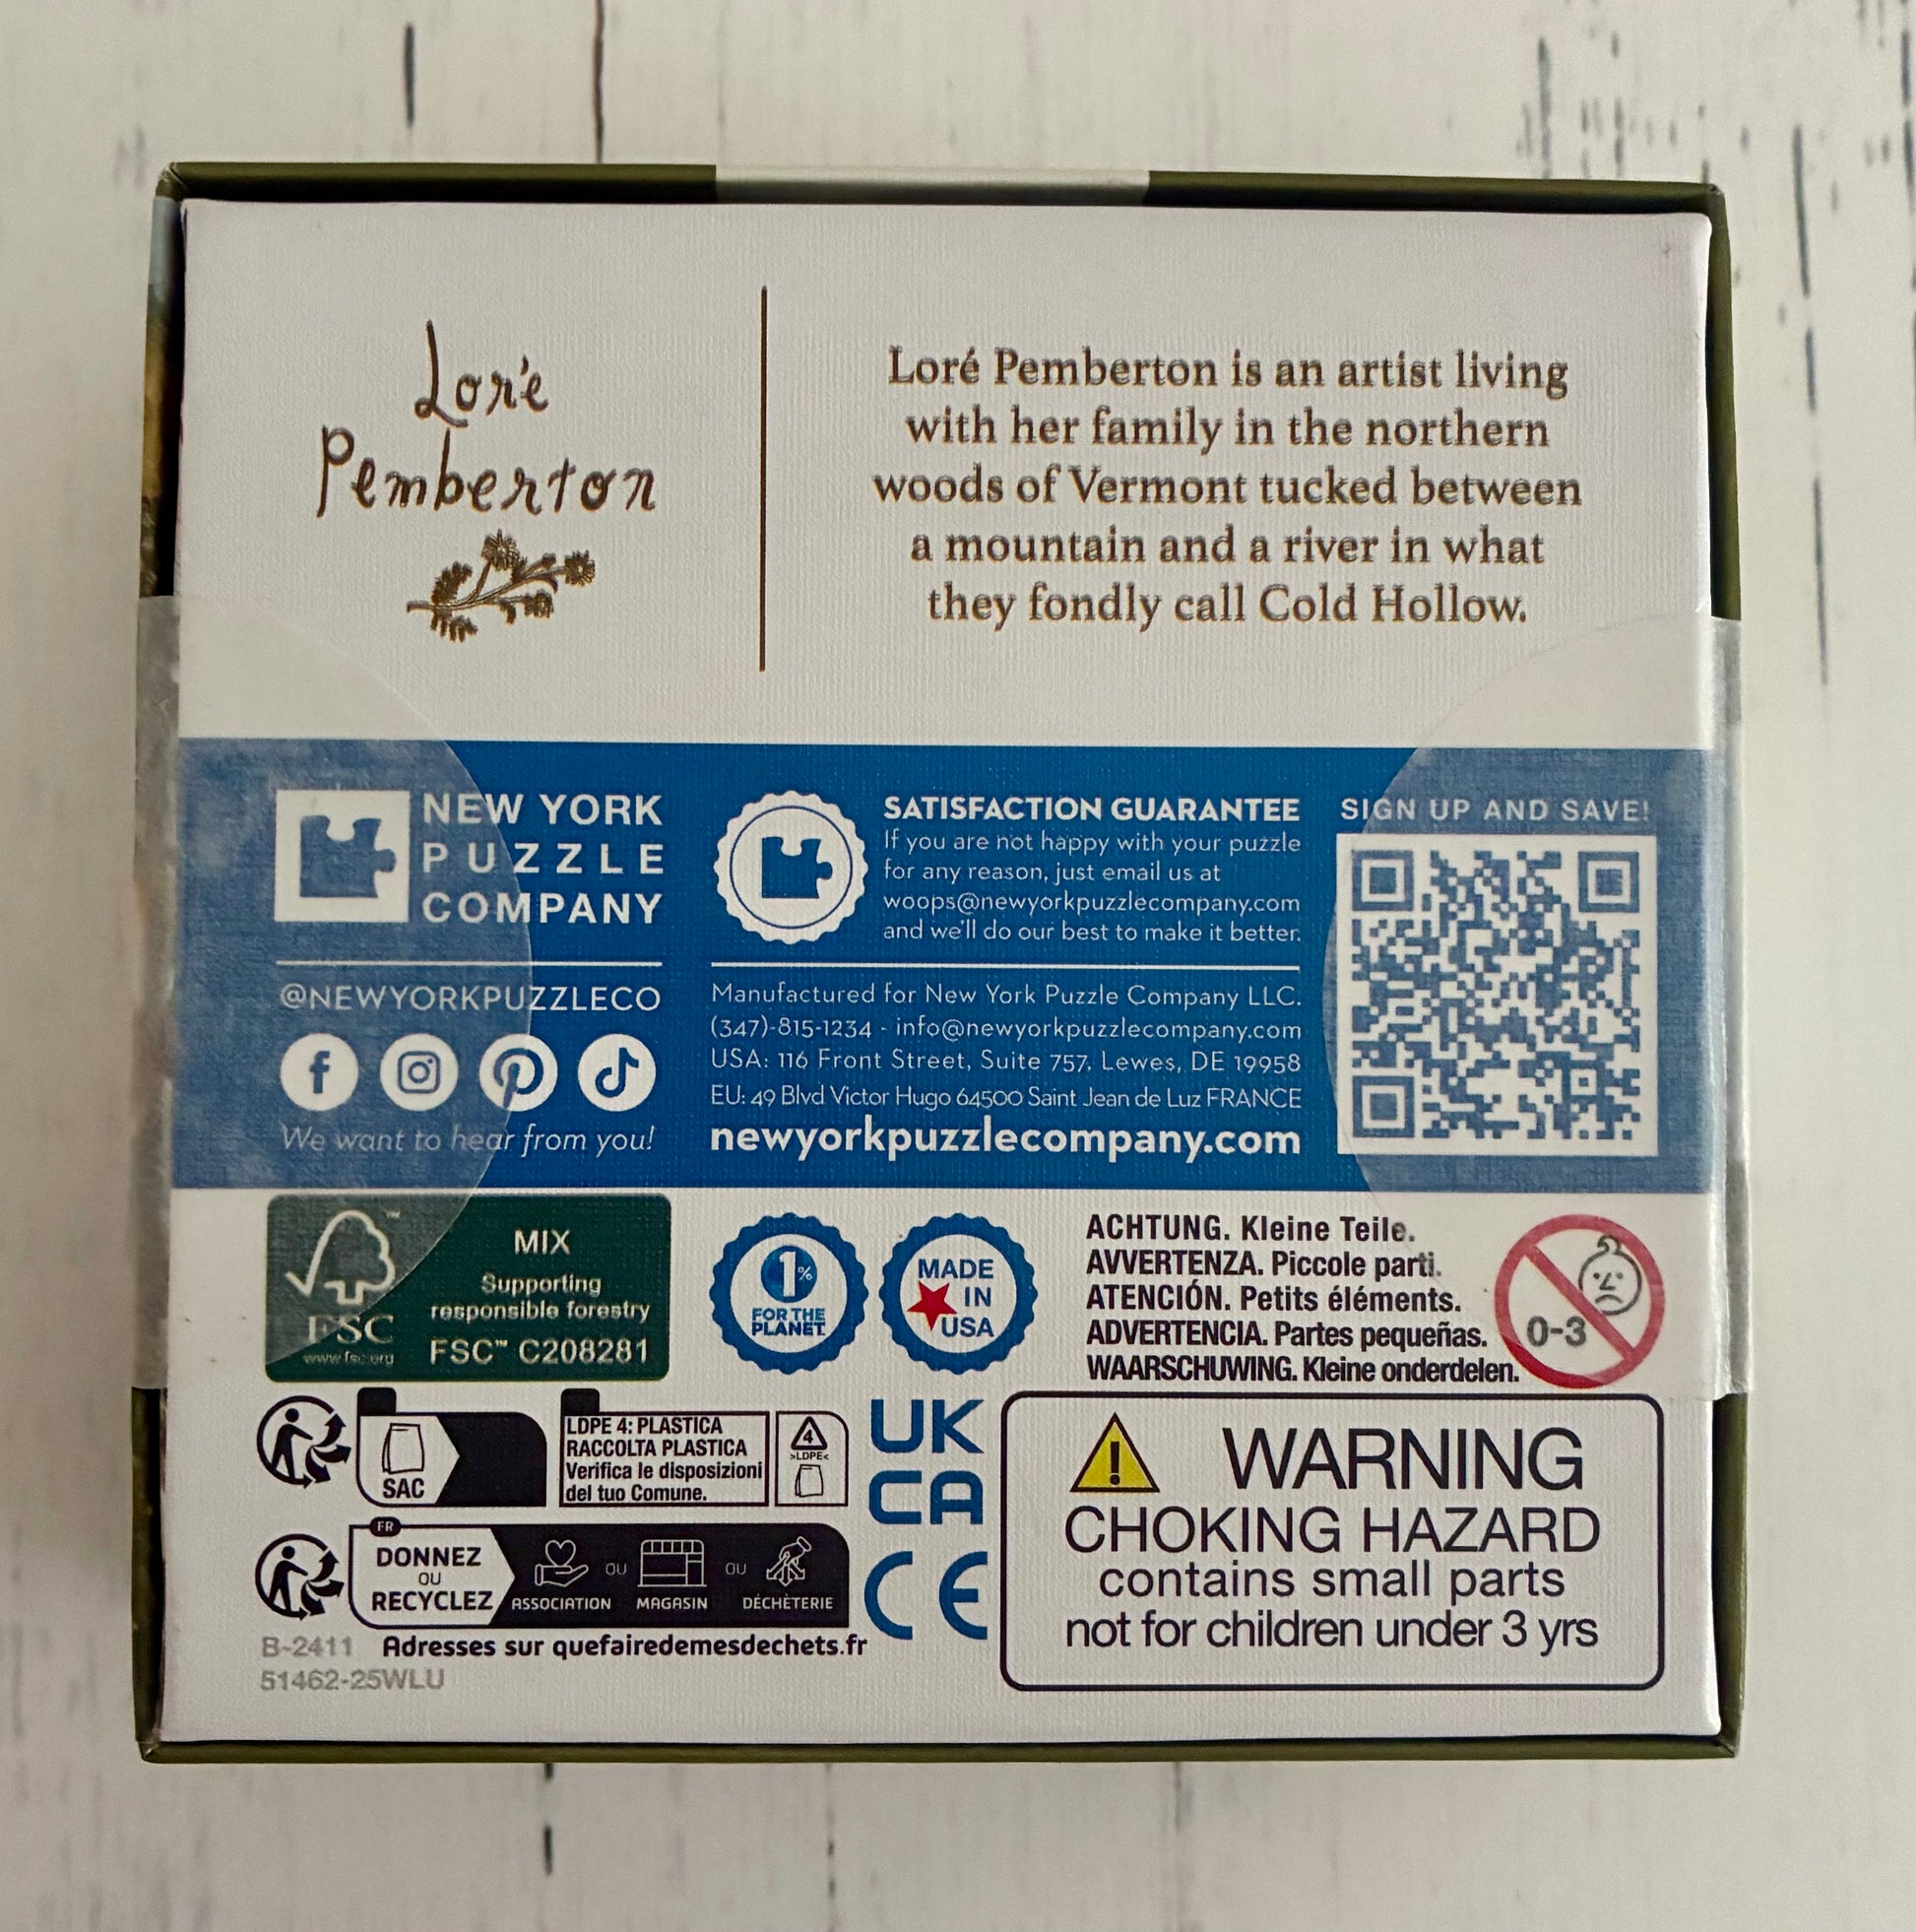 Loré
Pemberton
Loré Pemberton is an artist living
with her family in the northern
woods of Vermont tucked between
a mountain and a river in what
they fondly call Cold Hollow.
NEW YORK
PUZZLE
COMPANY
@NEWYORKPUZZLECO
We want to hear from you!
SATISFACTION GUARANTEE
If you are not happy with your puzzle
for any reason, just email us at
woops@newyorkpuzzlecompany.com
and we'll do our best to make it better.
Manufactured for New York Puzzle Company LLC.
(347)-815-1234 - info@newyorkpuzzlecompany.com
USA: 116 Front Street, Suite 757, Lewes, DE 19958
EU: 49 Blvd Victor Hugo 64500 Saint Jean de Luz FRANCE
newyorkpuzzlecompany.com
SIGN UP AND SAVE!
FSC
www.fsc.org
MIX
Supporting
responsible forestry
FSC™ C208281
1%
FOR THE
PLANET
MADE
IN
USA
ACHTUNG. Kleine Teile.
AVVERTENZA. Piccole parti.
ATENCIÓN. Petits éléments.
ADVERTENCIA. Partes pequeñas.
WAARSCHUWING. Kleine onderdelen.
0-3
SAC
LDPE 4: PLASTICA
RACCOLTA PLASTICA
Verifica le disposizioni
del tuo Comune.
4
>LDPE<
FR
DONNEZ
OU
RECYCLEZ
ASSOCIATION
OU
MAGASIN
OU
DÉCHÈTERIE
Adresses sur quefairedemesdechets.fr
B-2411
51462-25WLU
UK
CA
CE
WARNING
CHOKING HAZARD
contains small parts
not for children under 3 yrs